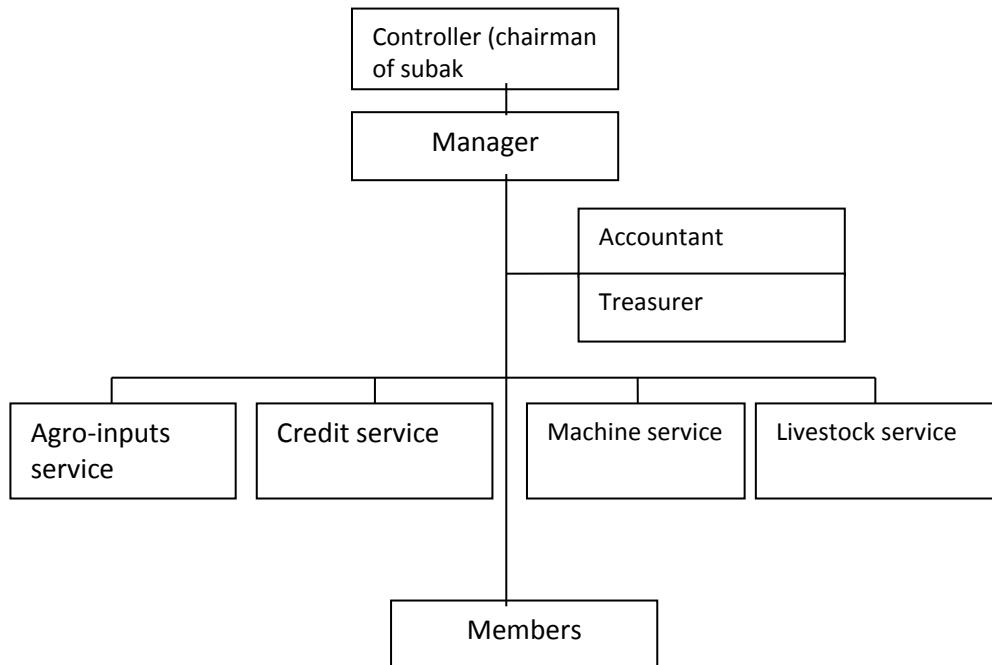 Controller (chairman
of subak
Manager
Accountant
Treasurer
Agro-inputs
service
Credit service
Machine service
Livestock service
Members